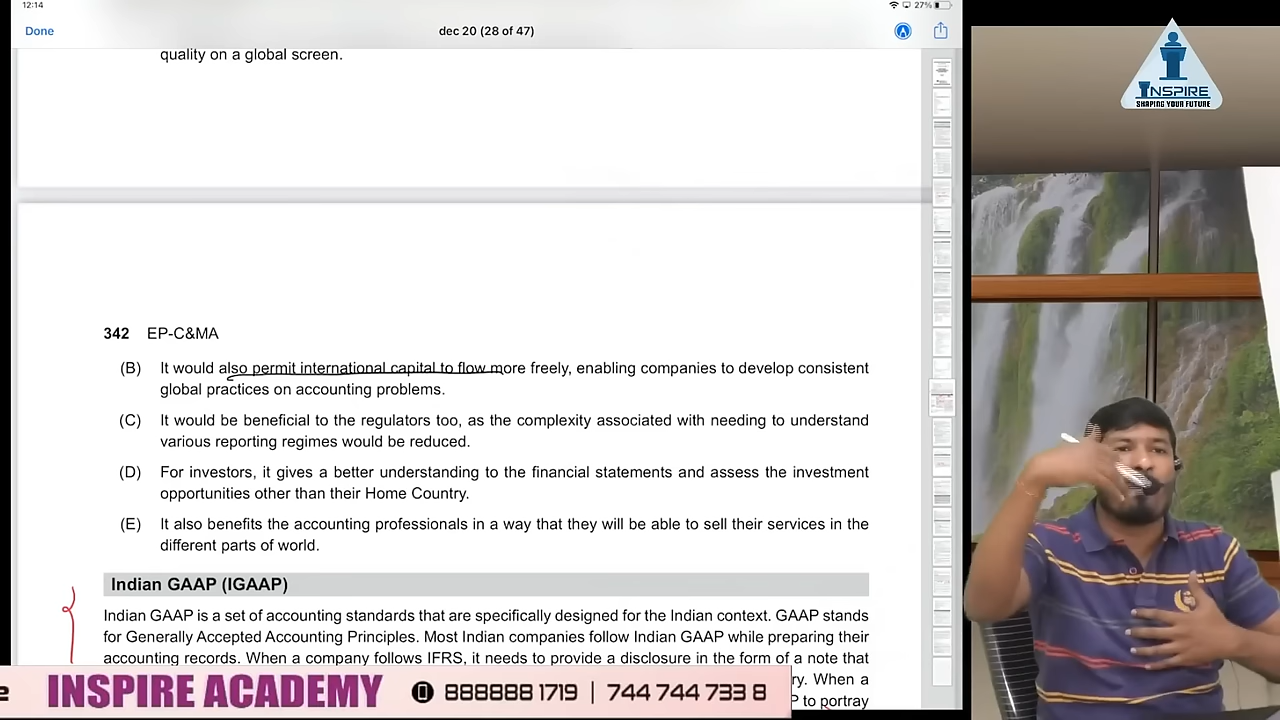 12:14
27%
Done
dec 20 (28 of 47)
quality on a global screen.
INSPIRE
SHAPING YOUR FUTURE
342 EP-C&MA
(B) It would also permit international capital to flow more freely, enabling companies to develop consistent
global practices on accounting problems.
(C) It would be beneficial to the regulators too, as the complexity associated with needing to understand
various reporting regimes would be reduced.
(D) For investors, it gives a better understanding to the financial statements and assess the investment
opportunities other than their Home Country.
(E) It also benefits the accounting professionals in a way that they will be able to sell their services in the
different parts of world.
Indian GAAP (IGAAP)
Indian GAAP is a set of accounting standards that are specifically designed for the Indian context. GAAP stands
for Generally Accepted Accounting Principles. Most Indian companies follow Indian GAAP while preparing their
accounting records. When a company follows IFRS, it needs to provide a disclosure in the form of a note that
ry. When a
P to portray
e INSPIRE ACADEMY 888888 1719 | 744 744 733 8